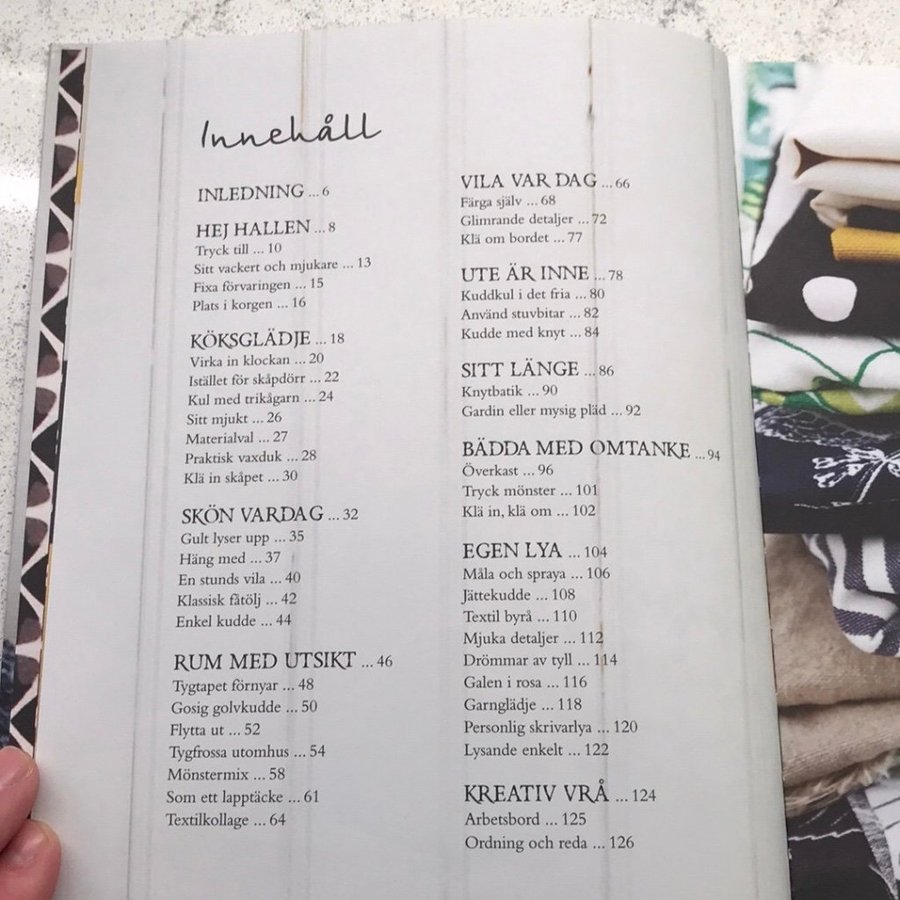 Innehåll
INLEDNING ... 6
HEJ HALLEN ... 8
Tryck till ... 10
Sitt vackert och mjukare ... 13
Fixa förvaringen ... 15
Plats i korgen ... 16
KÖKSGLÄDJE ... 18
Virka in klockan ... 20
Istället för skåpdörr ... 22
Kul med trikågarn ... 24
Sitt mjukt ... 26
Materialval ... 27
Praktisk vaxduk ... 28
Klä in skåpet ... 30
SKÖN VARDAG ... 32
Gult lyser upp ... 35
Häng med ... 37
En stunds vila ... 40
Klassisk fåtölj ... 42
Enkel kudde ... 44
RUM MED UTSIKT ... 46
Tygtapet förnyar ... 48
Gosig golvkudde ... 50
Flytta ut ... 52
Tygfrossa utomhus ... 54
Mönstermix ... 58
Som ett lapptäcke ... 61
Textilkollage ... 64
VILA VAR DAG ... 66
Färga själv ... 68
Glimrande detaljer ... 72
Klä om bordet ... 77
UTE ÄR INNE ... 78
Kuddkul i det fria ... 80
Använd stuvbitar ... 82
Kudde med knyt ... 84
SITT LÄNGE ... 86
Knytbatik ... 90
Gardin eller mysig pläd ... 92
BÄDDA MED OMTANKE ... 94
Överkast ... 96
Tryck mönster ... 101
Klä in, klä om ... 102
EGEN LYA ... 104
Måla och spraya ... 106
Jättekudde ... 108
Textil byrå ... 110
Mjuka detaljer ... 112
Drömmar av tyll ... 114
Galen i rosa ... 116
Garnglädje ... 118
Personlig skrivarlya ... 120
Lysande enkelt ... 122
KREATIV VRÅ ... 124
Arbetsbord ... 125
Ordning och reda ... 126